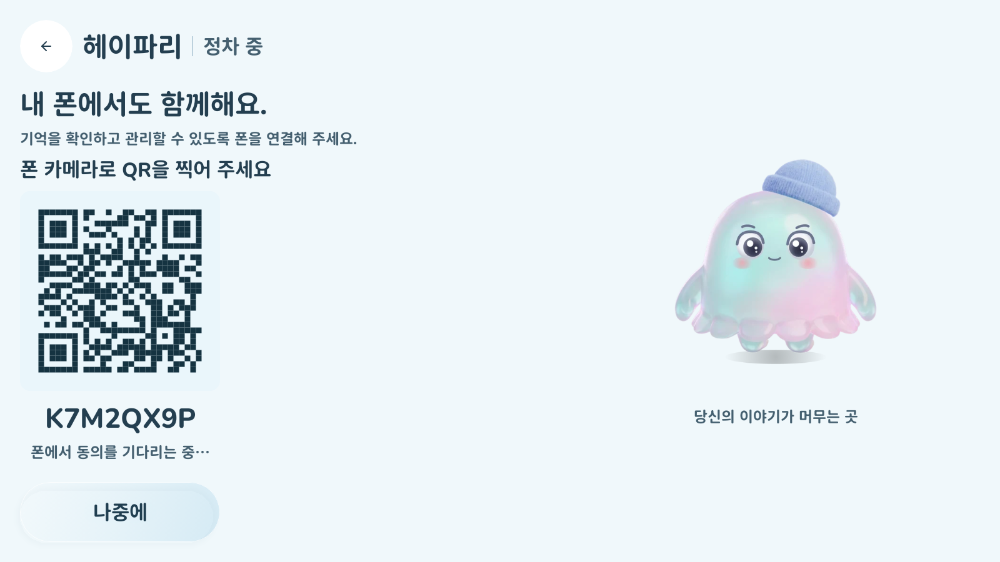 헤이파리
정차 중
내 폰에서도 함께해요.
기억을 확인하고 관리할 수 있도록 폰을 연결해 주세요.
폰 카메라로 QR을 찍어 주세요
K7M2QX9P
폰에서 동의를 기다리는 중…
나중에
당신의 이야기가 머무는 곳